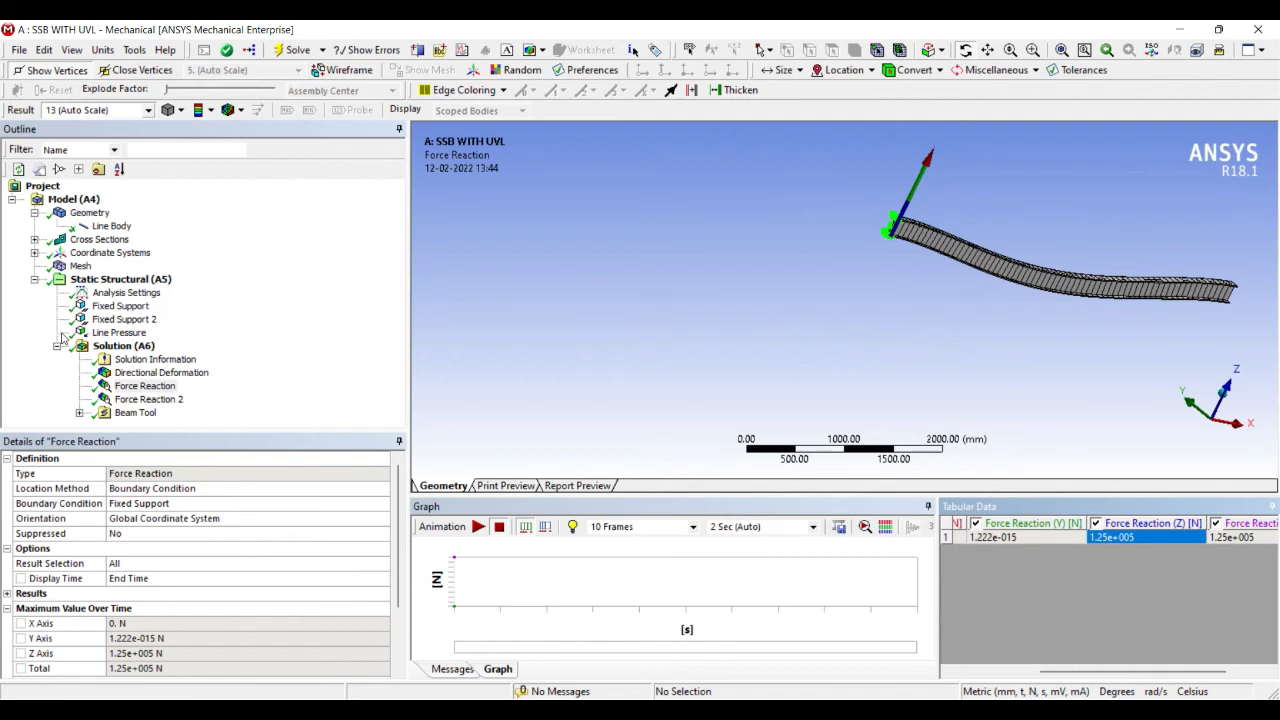 A : SSB WITH UVL - Mechanical [ANSYS Mechanical Enterprise]
File Edit View Units Tools Help Solve ?/ Show Errors Worksheet
Show Vertices Close Vertices 5. (Auto Scale) Wireframe Show Mesh Random Preferences Size Location Convert Miscellaneous Tolerances
Reset Explode Factor: Assembly Center Edge Coloring Thicken
Result 13 (Auto Scale) Probe Display Scoped Bodies
Outline
Filter: Name
Project
Model (A4)
Geometry
Line Body
Cross Sections
Coordinate Systems
Mesh
Static Structural (A5)
Analysis Settings
Fixed Support
Fixed Support 2
Line Pressure
Solution (A6)
Solution Information
Directional Deformation
Force Reaction
Force Reaction 2
Beam Tool
Details of "Force Reaction"
Definition
Type Force Reaction
Location Method Boundary Condition
Boundary Condition Fixed Support
Orientation Global Coordinate System
Suppressed No
Options
Result Selection All
Display Time End Time
Results
Maximum Value Over Time
X Axis 0. N
Y Axis 1.222e-015 N
Z Axis 1.25e+005 N
Total 1.25e+005 N
A: SSB WITH UVL
Force Reaction
12-02-2022 13:44
ANSYS
R18.1
Z
Y
X
0.00 1000.00 2000.00 (mm)
500.00 1500.00
Geometry Print Preview Report Preview
Graph
Animation 10 Frames 2 Sec (Auto) 3
[N]
[s]
Messages Graph
Tabular Data
N] Force Reaction (Y) [N] Force Reaction (Z) [N] Force Reacti
1 1.222e-015 1.25e+005 1.25e+005
0 No Messages No Selection Metric (mm, t, N, s, mV, mA) Degrees rad/s Celsius